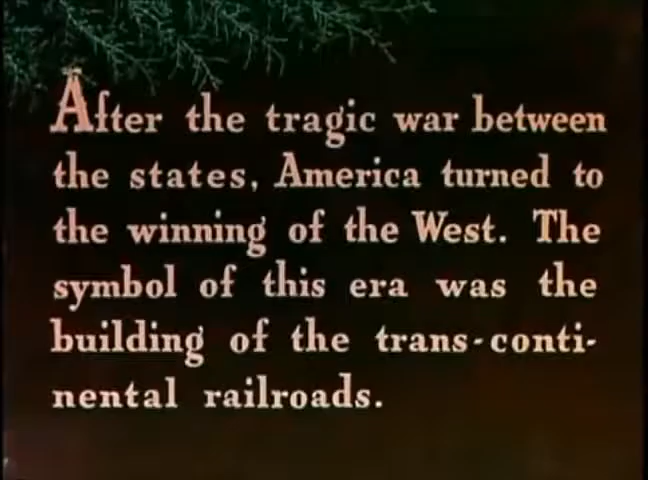 After the tragic war between
the states, America turned to
the winning of the West. The
symbol of this era was the
building of the trans-conti-
nental railroads.